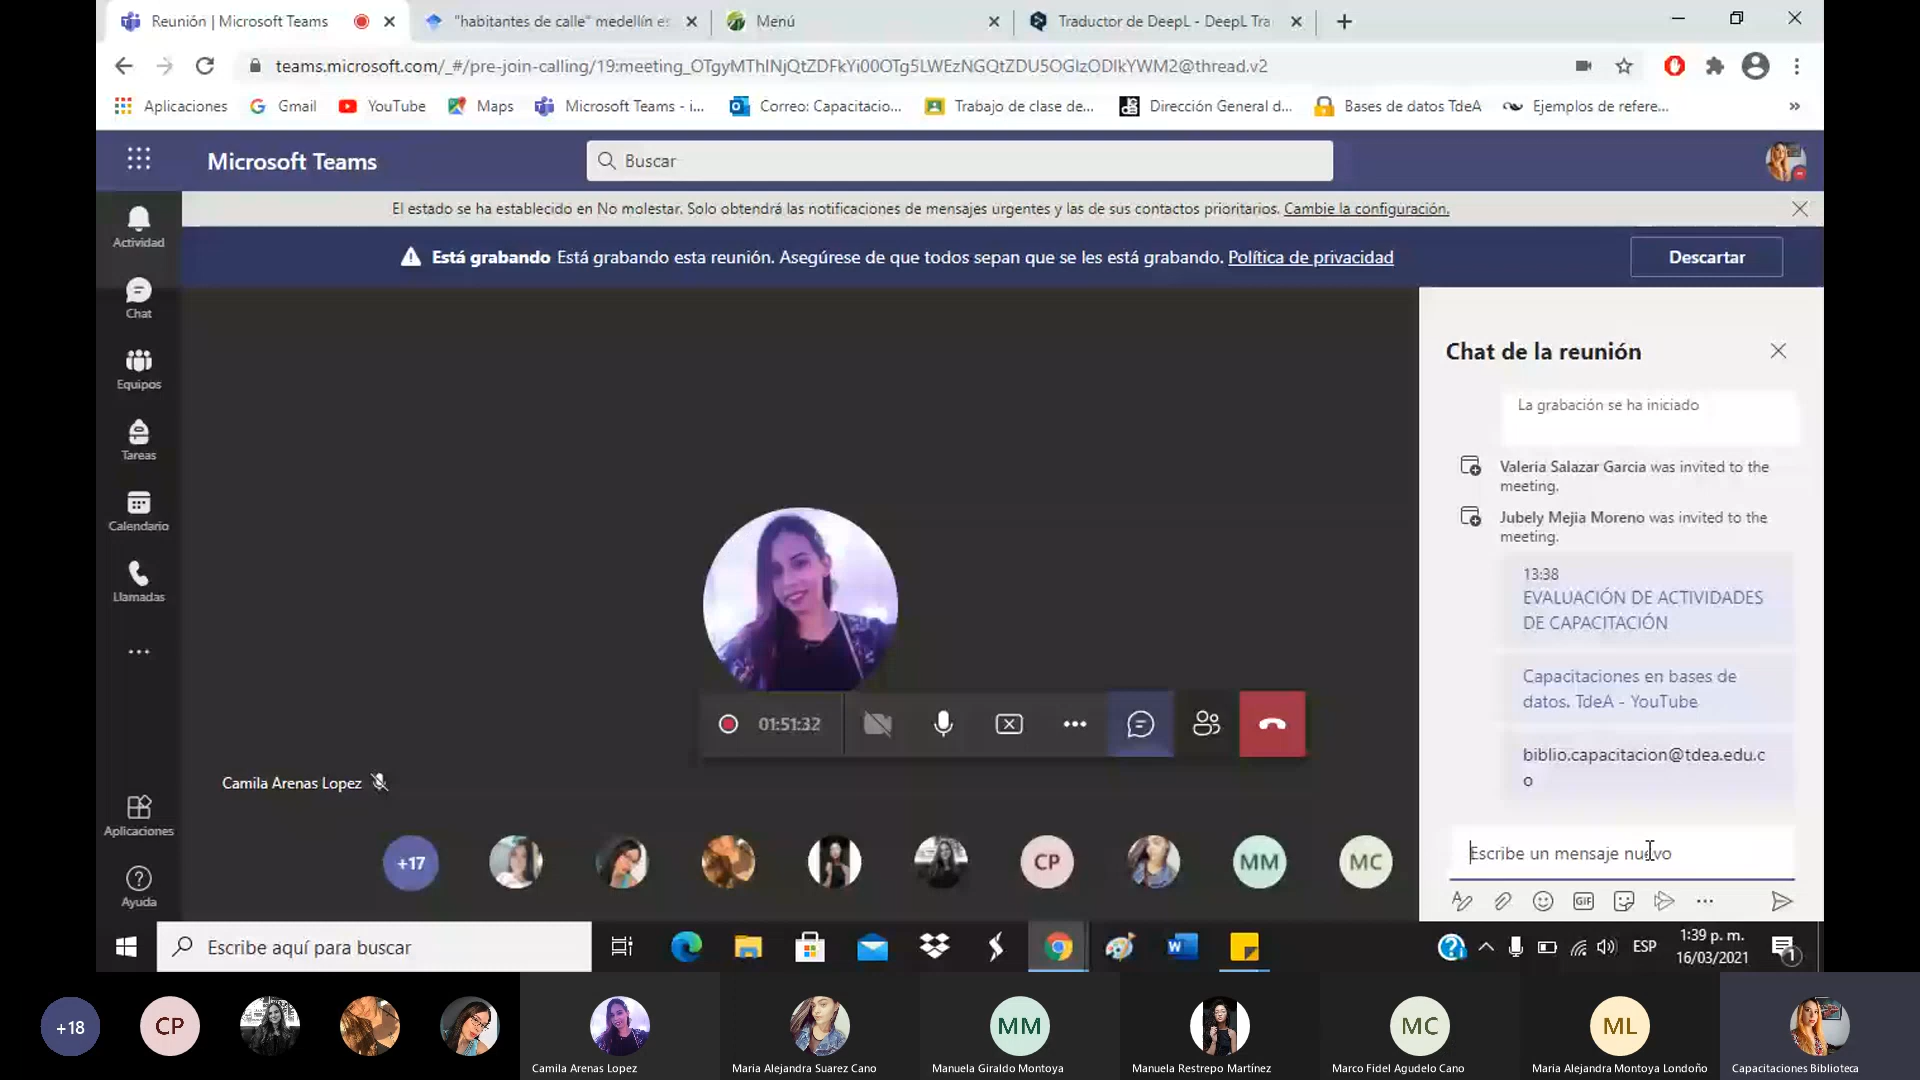 Reunión | Microsoft Teams
"habitantes de calle" medellín es
Menú
Traductor de DeepL - DeepL Tra
teams.microsoft.com/_#/pre-join-calling/19:meeting_
@thread.v2
Aplicaciones
Gmail
YouTube
Maps
Microsoft Teams - i...
Correo: Capacitacio...
Trabajo de clase de...
Dirección General d...
Bases de datos TdeA
Ejemplos de refere...
»
Microsoft Teams
Buscar
El estado se ha establecido en No molestar. Solo obtendrá las notificaciones de mensajes urgentes y las de sus contactos prioritarios. Cambie la configuración.
Está grabando Está grabando esta reunión. Asegúrese de que todos sepan que se les está grabando. Política de privacidad
Descartar
Actividad
Chat
Equipos
Tareas
Calendario
Llamadas
Aplicaciones
Ayuda
01:51:32
Camila Arenas Lopez
+17
CP
MM
MC
Chat de la reunión
La grabación se ha iniciado
Valeria Salazar Garcia was invited to the
meeting.
Jubely Mejia Moreno was invited to the
meeting.
13:38
EVALUACIÓN DE ACTIVIDADES
DE CAPACITACIÓN
Capacitaciones en bases de
datos. TdeA - YouTube
biblio.capacitacion@tdea.edu.c
o
Escribe un mensaje nuevo
GIF
Escribe aquí para buscar
ESP
1:39 p. m.
16/03/2021
1
+18
CP
MM
MC
ML
Camila Arenas Lopez
Maria Alejandra Suarez Cano
Manuela Giraldo Montoya
Manuela Restrepo Martínez
Marco Fidel Agudelo Cano
Maria Alejandra Montoya Londoño
Capacitaciones Biblioteca